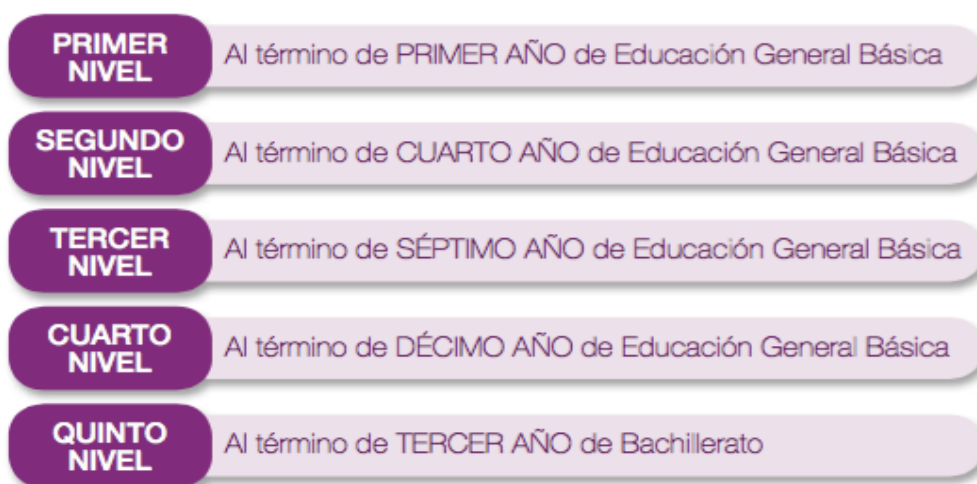 PRIMER
NIVEL
Al término de PRIMER AÑO de Educación General Básica
SEGUNDO
NIVEL
Al término de CUARTO AÑO de Educación General Básica
TERCER
NIVEL
Al término de SÉPTIMO AÑO de Educación General Básica
CUARTO
NIVEL
Al término de DÉCIMO AÑO de Educación General Básica
QUINTO
NIVEL
Al término de TERCER AÑO de Bachillerato